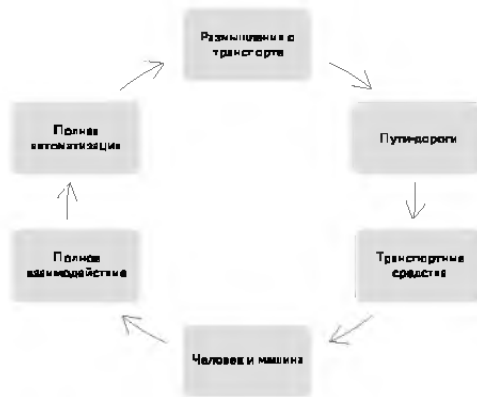 Размышления о
транспорте
Пути-дороги
Транспортные
средства
Человек и машина
Полное
взаимодействие
Полная
автоматизация